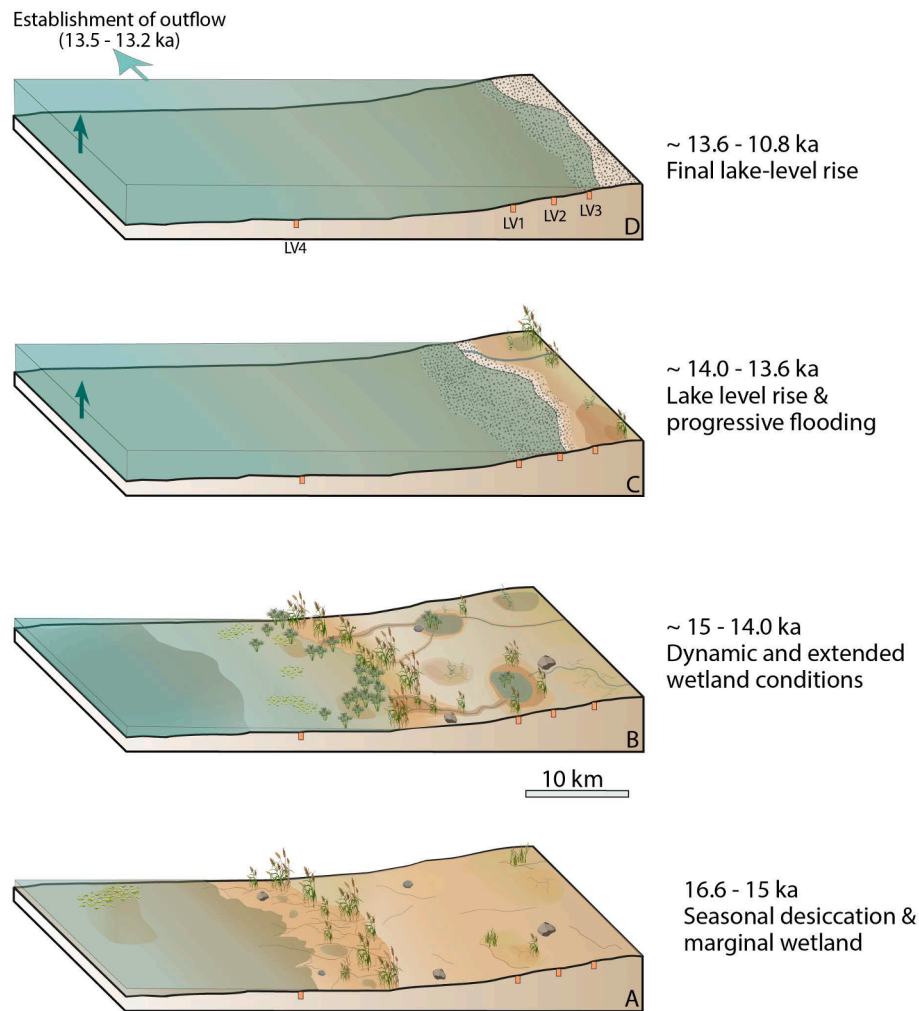 Establishment of outflow
(13.5 - 13.2 ka)
~ 13.6 - 10.8 ka
Final lake-level rise
LV4
LV1
LV2
LV3
D
~ 14.0 - 13.6 ka
Lake level rise &
progressive flooding
C
~ 15 - 14.0 ka
Dynamic and extended
wetland conditions
B
10 km
16.6 - 15 ka
Seasonal desiccation &
marginal wetland
A